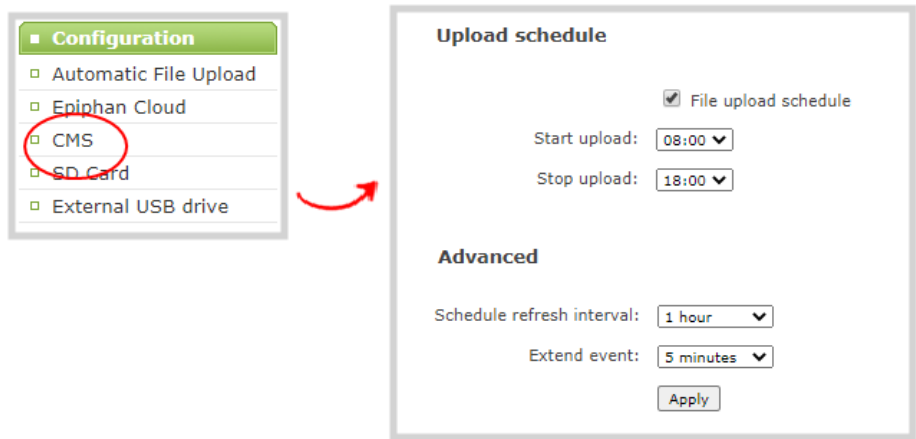 Configuration
Automatic File Upload
Epiphan Cloud
CMS
SD Card
External USB drive
Upload schedule
File upload schedule
Start upload: 08:00
Stop upload: 18:00
Advanced
Schedule refresh interval: 1 hour
Extend event: 5 minutes
Apply